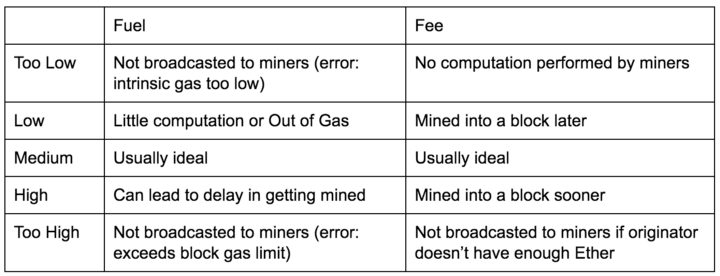 Fuel Fee
Too Low Not broadcasted to miners (error: No computation performed by miners
intrinsic gas too low)
Low Little computation or Out of Gas Mined into a block later
Medium Usually ideal Usually ideal
High Can lead to delay in getting mined Mined into a block sooner
Too High Not broadcasted to miners (error: Not broadcasted to miners if originator
exceeds block gas limit) doesn’t have enough Ether